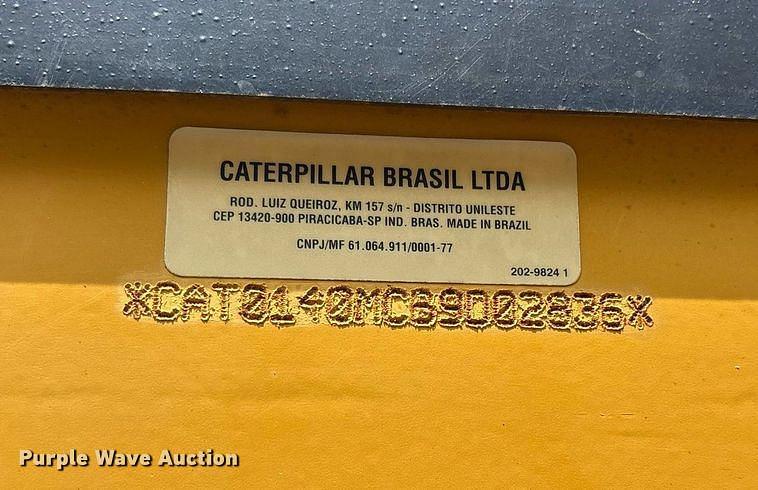 CATERPILLAR BRASIL LTDA
ROD. LUIZ QUEIROZ, KM 157 s/n - DISTRITO UNILESTE
CEP 13420-900 PIRACICABA-SP IND. BRAS. MADE IN BRAZIL
CNPJ/MF 61.064.911/0001-77
202-9824 1
*CAT0140MCB9D02836*
Purple Wave Auction